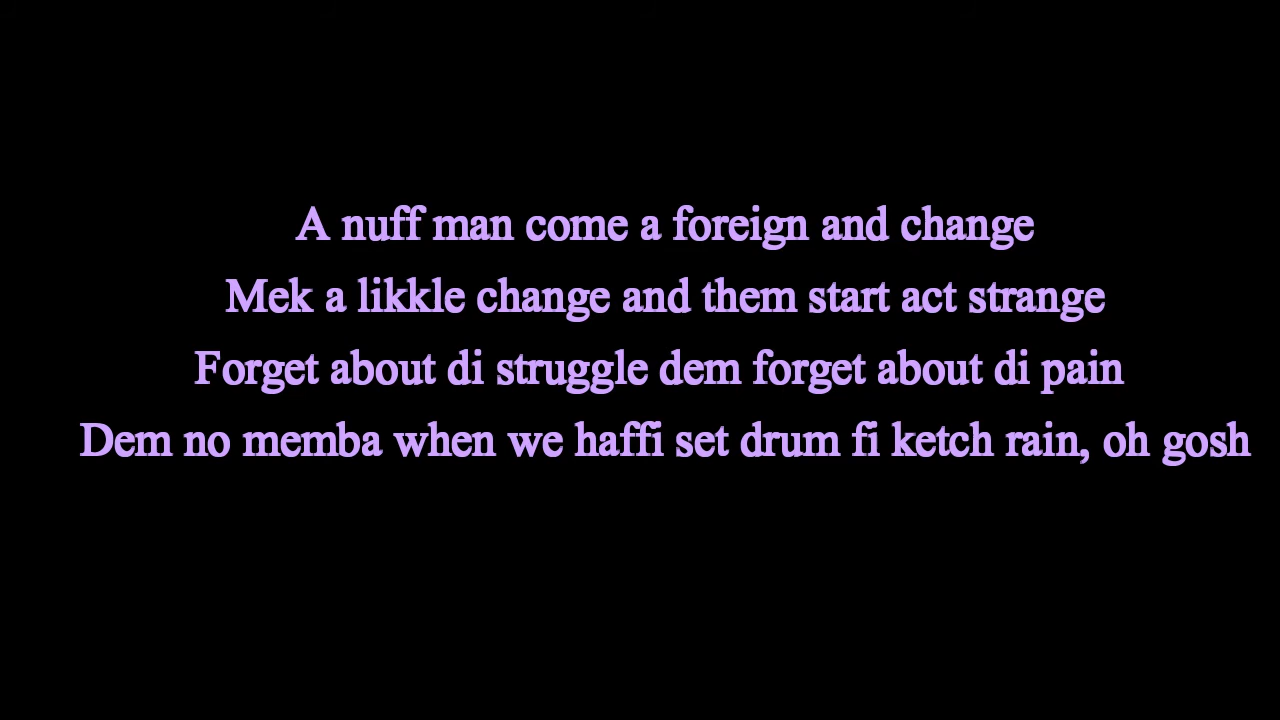 A nuff man come a foreign and change
Mek a likkle change and them start act strange
Forget about di struggle dem forget about di pain
Dem no memba when we haffi set drum fi ketch rain, oh gosh